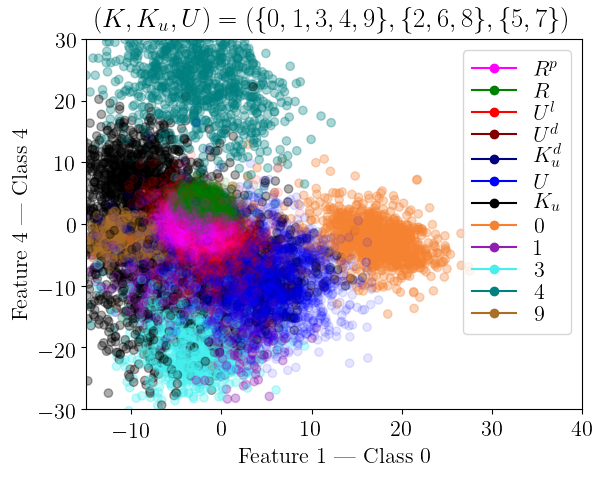 (K, K_u, U) = ({0, 1, 3, 4, 9}, {2, 6, 8}, {5, 7})
30
20
10
0
−10
−20
−30
Feature 4 — Class 4
R^p
R
U^l
U^d
K_u^d
U
K_u
0
1
3
4
9
−10
0
10
20
30
40
Feature 1 — Class 0